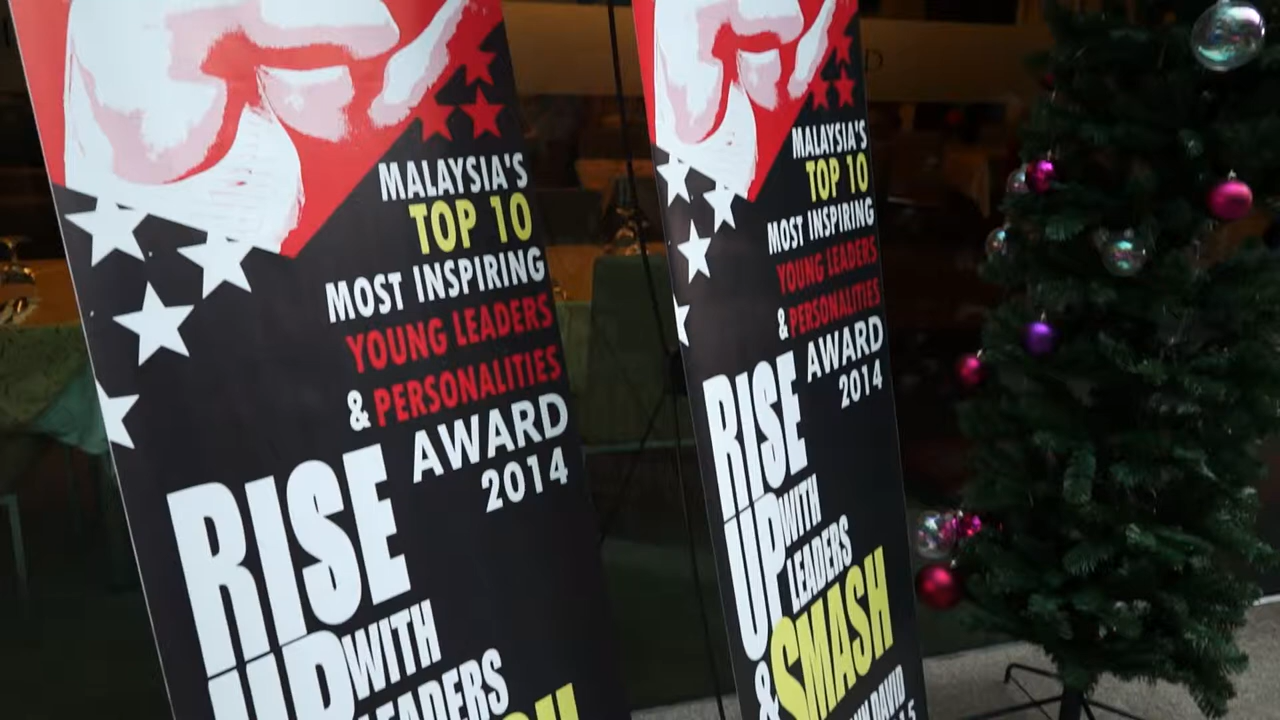 MALAYSIA'S
TOP 10
MOST INSPIRING
YOUNG LEADERS
& PERSONALITIES
AWARD
2014
RISE
UP WITH
LEADERS
MALAYSIA'S
TOP 10
MOST INSPIRING
YOUNG LEADERS
& PERSONALITIES
AWARD
2014
RISE
UP WITH
LEADERS
& SMASH
DAVID